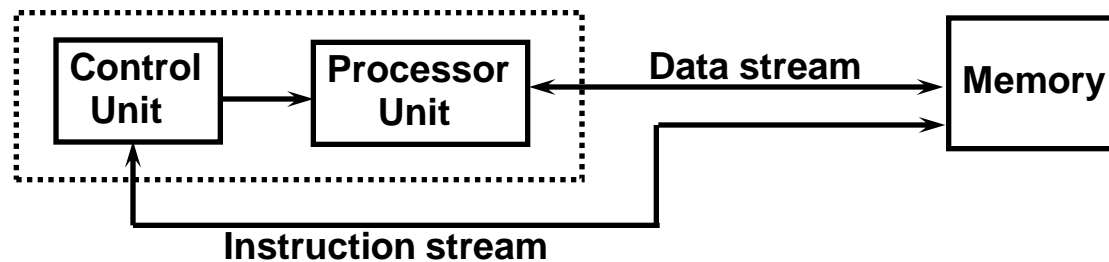 Control
Unit
Processor
Unit
Data stream
Memory
Instruction stream